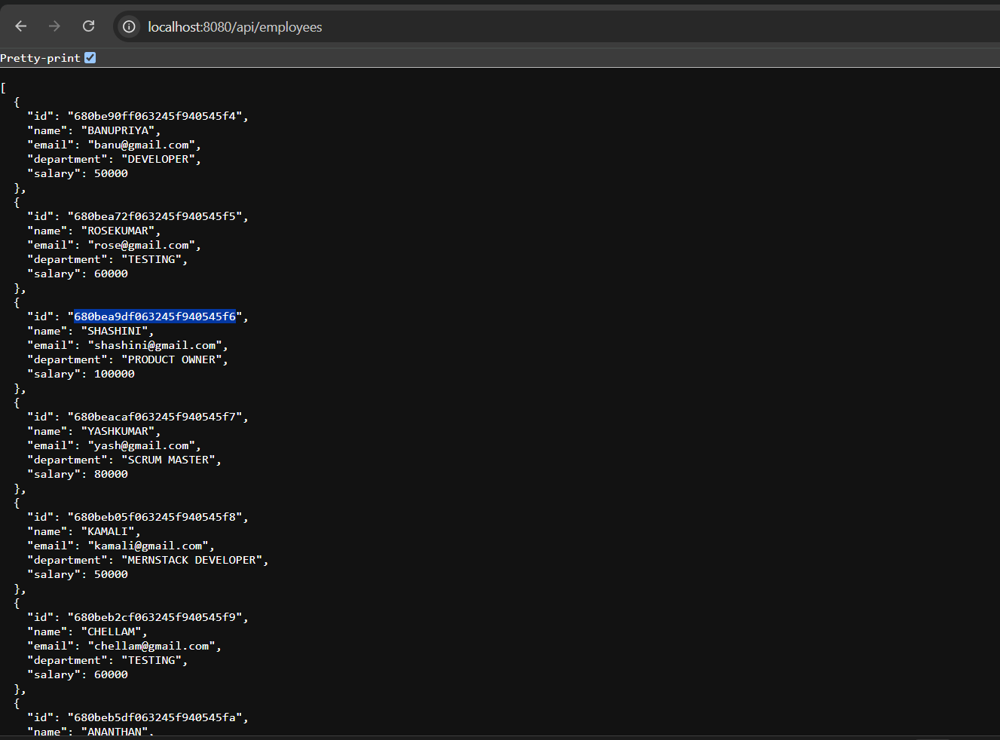 localhost:8080/api/employees
Pretty-print
[
{
"id": "680be90ff063245f940545f4",
"name": "BANUPRIYA",
"email": "banu@gmail.com",
"department": "DEVELOPER",
"salary": 50000
},
{
"id": "680bea72f063245f940545f5",
"name": "ROSEKUMAR",
"email": "rose@gmail.com",
"department": "TESTING",
"salary": 60000
},
{
"id": "680bea9df063245f940545f6",
"name": "SHASHINI",
"email": "shashini@gmail.com",
"department": "PRODUCT OWNER",
"salary": 100000
},
{
"id": "680beacaf063245f940545f7",
"name": "YASHKUMAR",
"email": "yash@gmail.com",
"department": "SCRUM MASTER",
"salary": 80000
},
{
"id": "680beb05f063245f940545f8",
"name": "KAMALI",
"email": "kamali@gmail.com",
"department": "MERNSTACK DEVELOPER",
"salary": 50000
},
{
"id": "680beb2cf063245f940545f9",
"name": "CHELLAM",
"email": "chellam@gmail.com",
"department": "TESTING",
"salary": 60000
},
{
"id": "680beb5df063245f940545fa",
"name": "ANANTHAN",